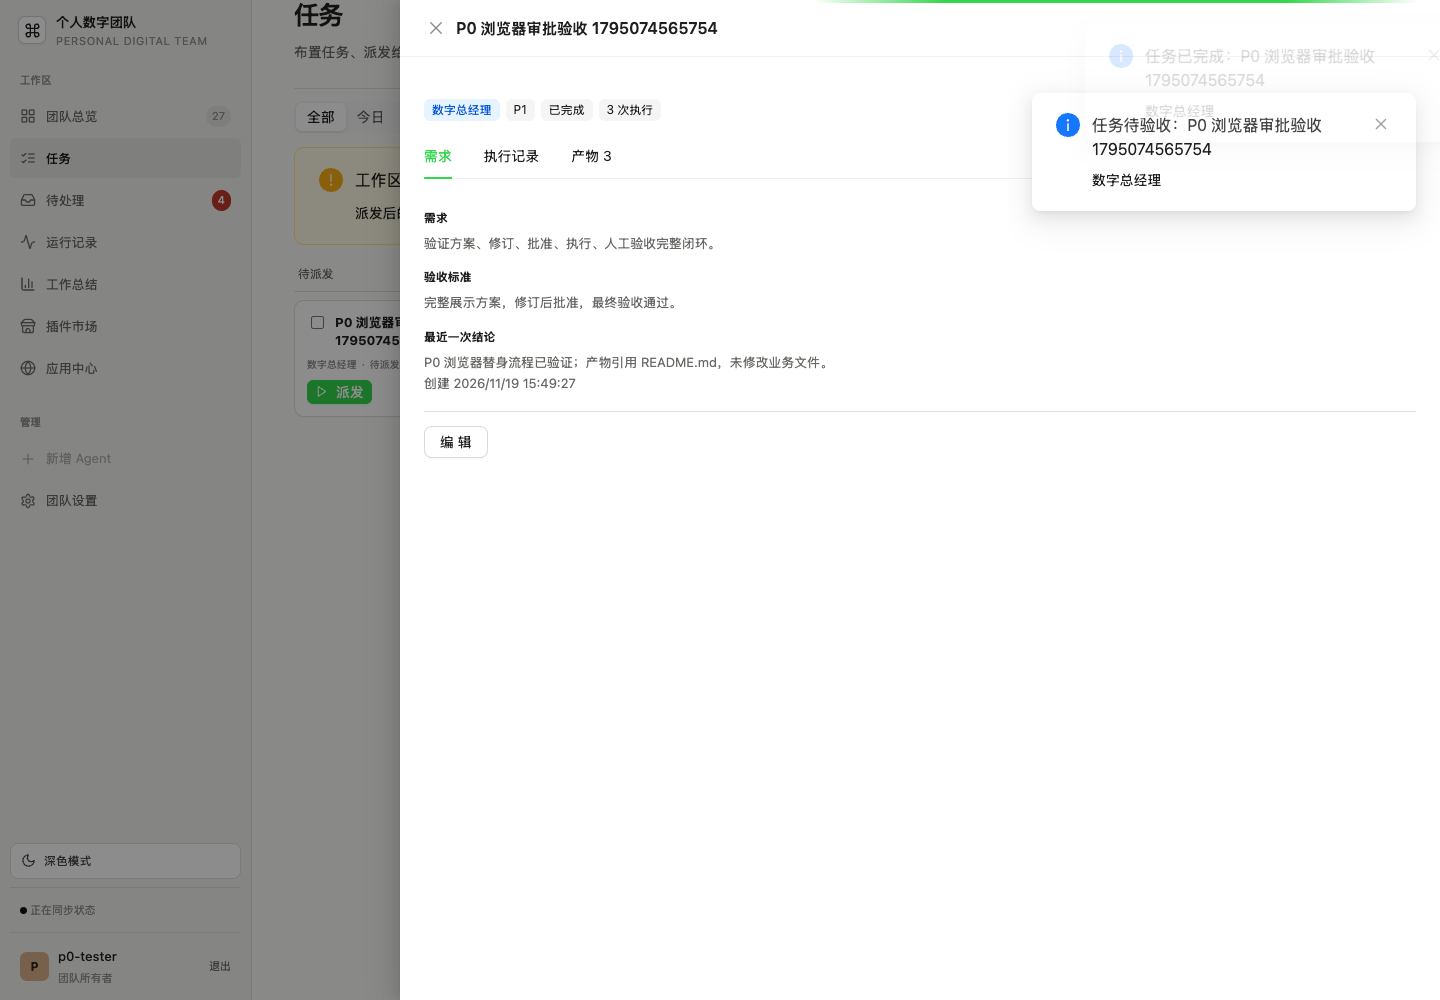 个人数字团队
PERSONAL DIGITAL TEAM
工作区
团队总览
27
任务
待处理
4
运行记录
工作总结
插件市场
应用中心
管理
新增 Agent
团队设置
深色模式
正在同步状态
P
p0-tester
团队所有者
退出
任务
布置任务、派发
全部
今日
工作区
派发后的
待派发
P0 浏览器
17950745
数字总经理 · 待派发
派发
P0 浏览器审批验收 1795074565754
数字总经理
P1
已完成
3 次执行
需求
执行记录
产物 3
需求
验证方案、修订、批准、执行、人工验收完整闭环。
验收标准
完整展示方案，修订后批准，最终验收通过。
最近一次结论
P0 浏览器替身流程已验证；产物引用 README.md，未修改业务文件。
创建 2026/11/19 15:49:27
编 辑
任务已完成：P0 浏览器审批验收
1795074565754
数字总经理
任务待验收：P0 浏览器审批验收
1795074565754
数字总经理